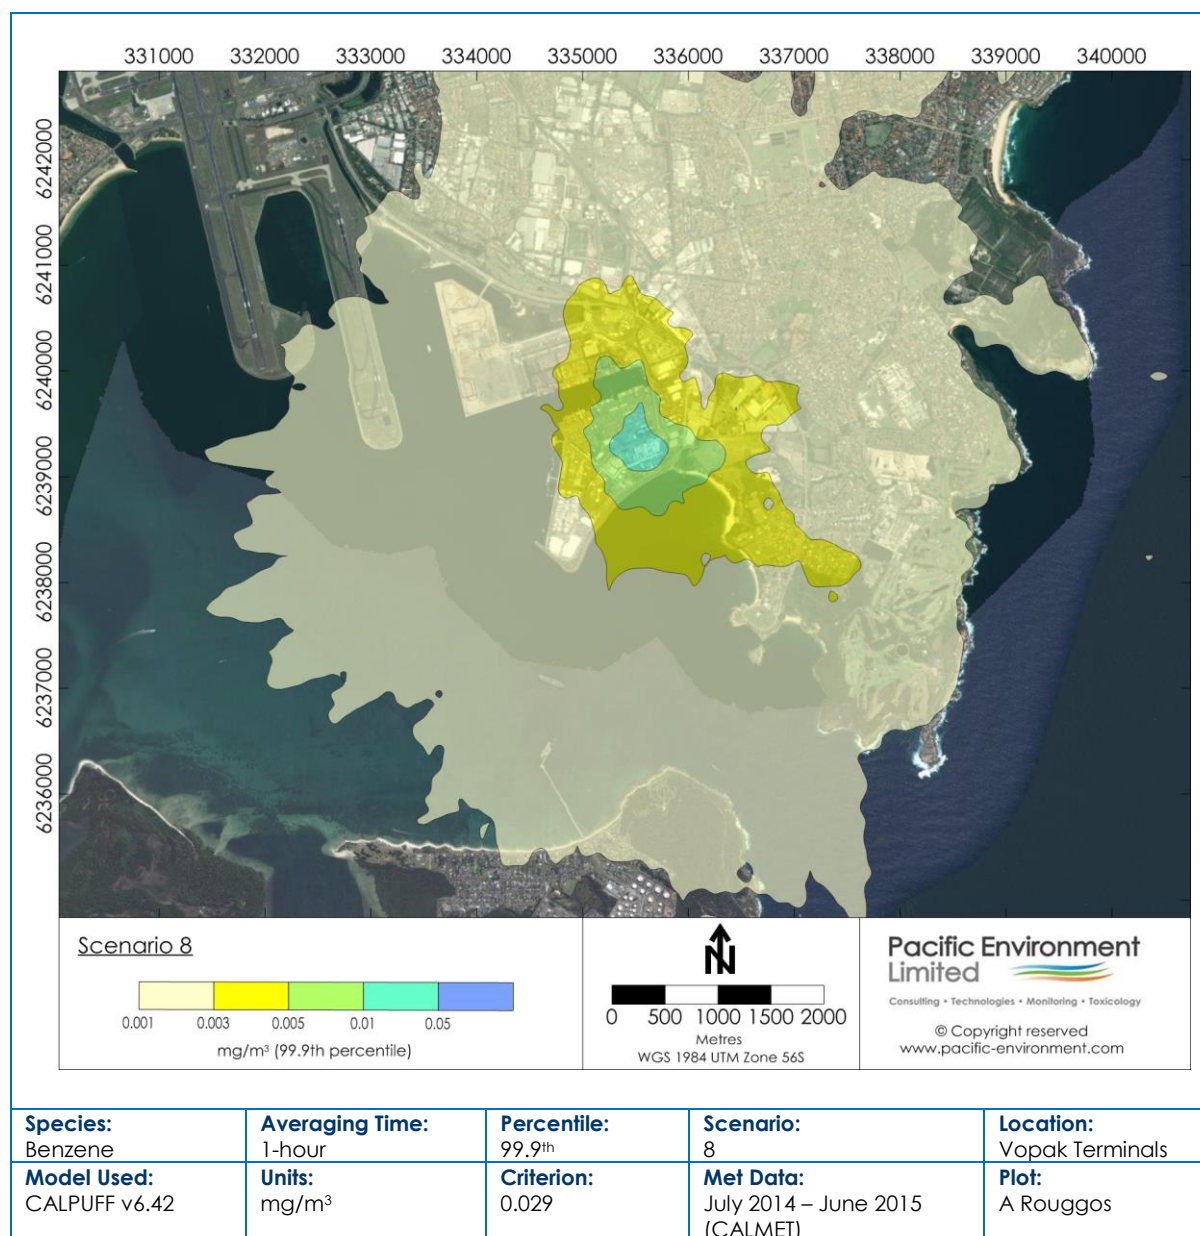 331000 332000 333000 334000 335000 336000 337000 338000 339000 340000
6242000
6241000
6240000
6239000
6238000
6237000
6236000
Scenario 8
0.001 0.003 0.005 0.01 0.05
mg/m³ (99.9th percentile)
N
0 500 1000 1500 2000
Metres
WGS 1984 UTM Zone 56S
Pacific Environment
Limited
Consulting • Technologies • Monitoring • Toxicology
© Copyright reserved
www.pacific-environment.com
Species: Averaging Time: Percentile: Scenario: Location:
Benzene 1-hour 99.9th 8 Vopak Terminals
Model Used: Units: Criterion: Met Data: Plot:
CALPUFF v6.42 mg/m³ 0.029 July 2014 – June 2015 A Rouggos
(CALMET)